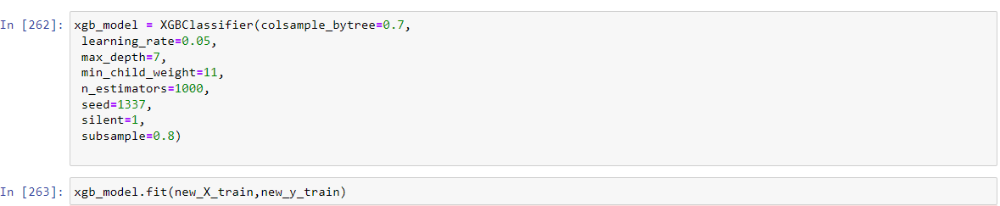 In [262]: xgb_model = XGBClassifier(colsample_bytree=0.7,
learning_rate=0.05,
max_depth=7,
min_child_weight=11,
n_estimators=1000,
seed=1337,
silent=1,
subsample=0.8)
In [263]: xgb_model.fit(new_X_train,new_y_train)